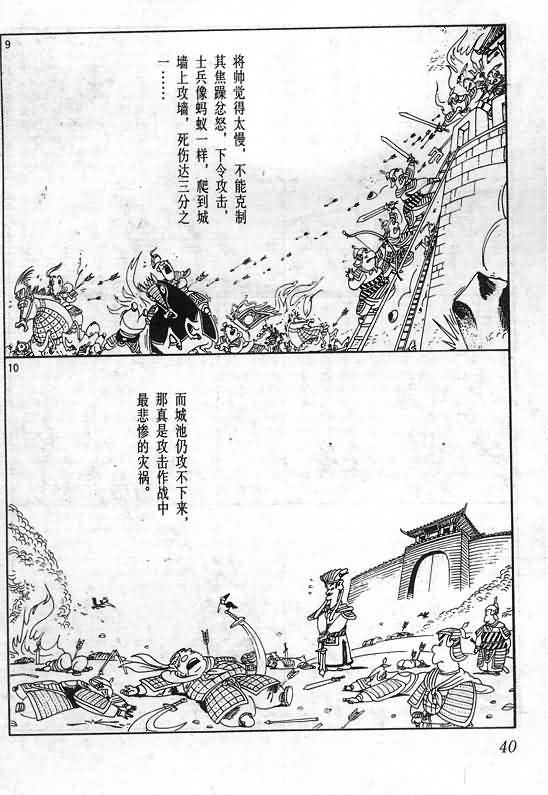 9
将帅觉得太慢，不能克制
其焦躁忿怒，下令攻击，
士兵像蚂蚁一样，爬到城
墙上攻墙，死伤达三分之
一……
10
而城池仍攻不下来，
那真是攻击作战中
最悲惨的灾祸。
40